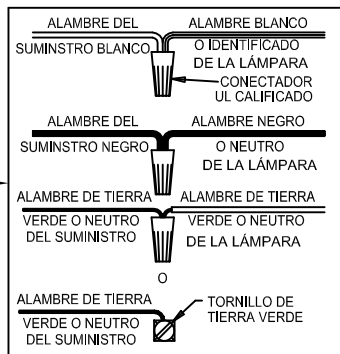 ALAMBRE DEL
SUMINSTRO BLANCO
ALAMBRE BLANCO
O IDENTIFICADO
DE LA LÁMPARA
CONECTADOR
UL CALIFICADO
ALAMBRE DEL
SUMINSTRO NEGRO
ALAMBRE NEGRO
O NEUTRO
DE LA LÁMPARA
ALAMBRE DE TIERRA
VERDE O NEUTRO
DEL SUMINISTRO
ALAMBRE DE TIERRA
VERDE O NEUTRO
DE LA LÁMPARA
O
ALAMBRE DE TIERRA
VERDE O NEUTRO
DEL SUMINISTRO
TORNILLO DE
TIERRA VERDE